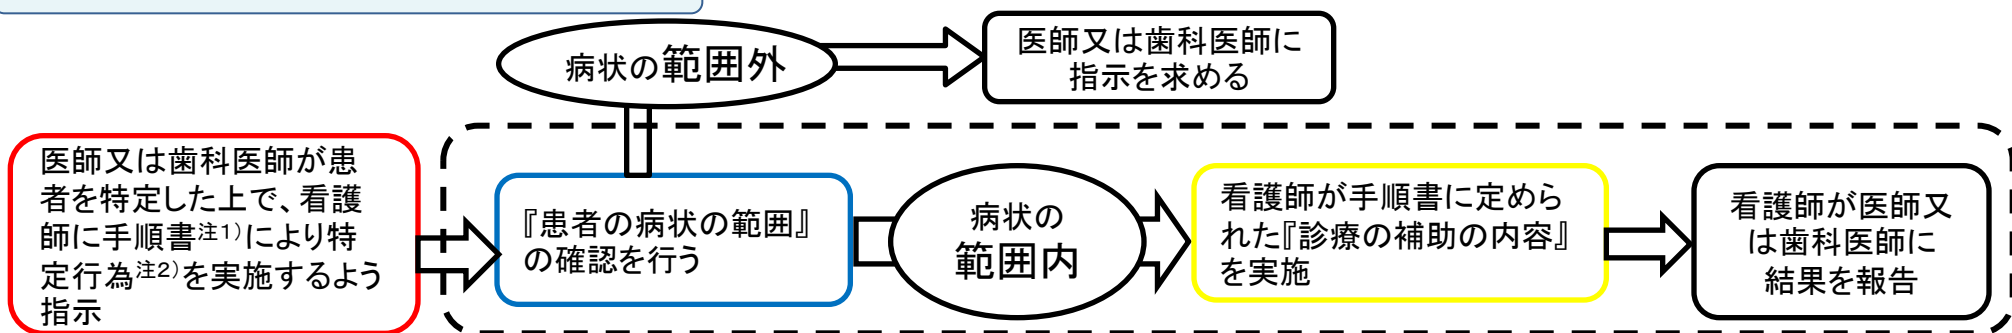 病状の範囲外
医師又は歯科医師に
指示を求める
医師又は歯科医師が患
者を特定した上で、看護
師に手順書注1)により特
定行為注2)を実施するよう
指示
『患者の病状の範囲』
の確認を行う
病状の
範囲内
看護師が手順書に定めら
れた『診療の補助の内容』
を実施
看護師が医師又
は歯科医師に
結果を報告